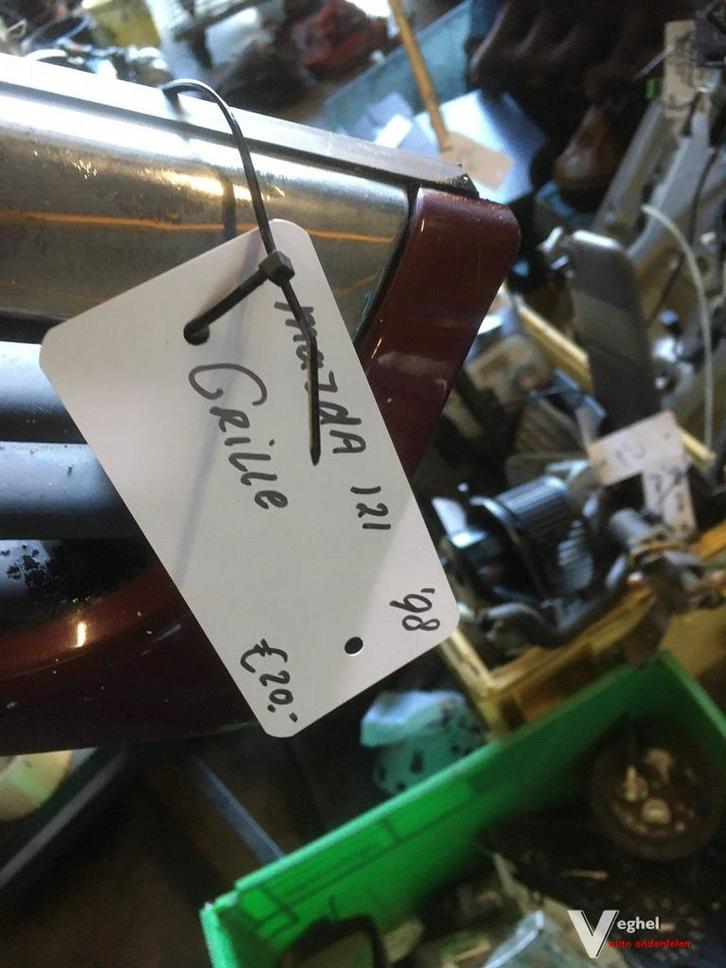 mazdA 121 '98
GRille
€20.-
Veghel
auto onderdelen